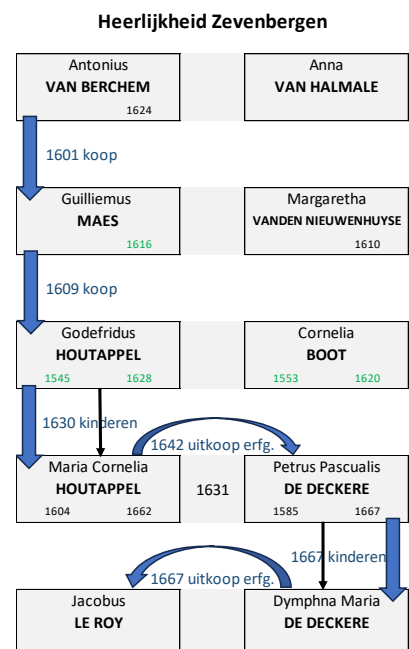 Heerlijkheid Zevenbergen
Antonius
VAN BERCHEM
1624
Anna
VAN HALMALE
1601 koop
Guilliemus
MAES
1616
Margaretha
VANDEN NIEUWENHUYSE
1610
1609 koop
Godefridus
HOUTAPPEL
1545 1628
Cornelia
BOOT
1553 1620
1630 kinderen
1642 uitkoop erfg.
Maria Cornelia
HOUTAPPEL
1604 1662
1631
Petrus Pascualis
DE DECKERE
1585 1667
1667 kinderen
1667 uitkoop erfg.
Jacobus
LE ROY
Dymphna Maria
DE DECKERE